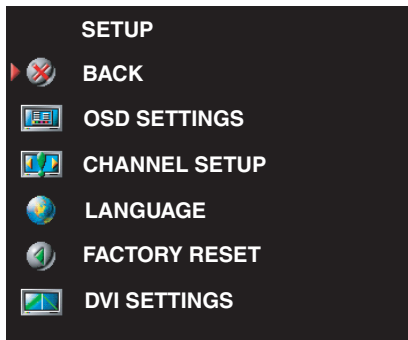 SETUP
BACK
OSD SETTINGS
CHANNEL SETUP
LANGUAGE
FACTORY RESET
DVI SETTINGS